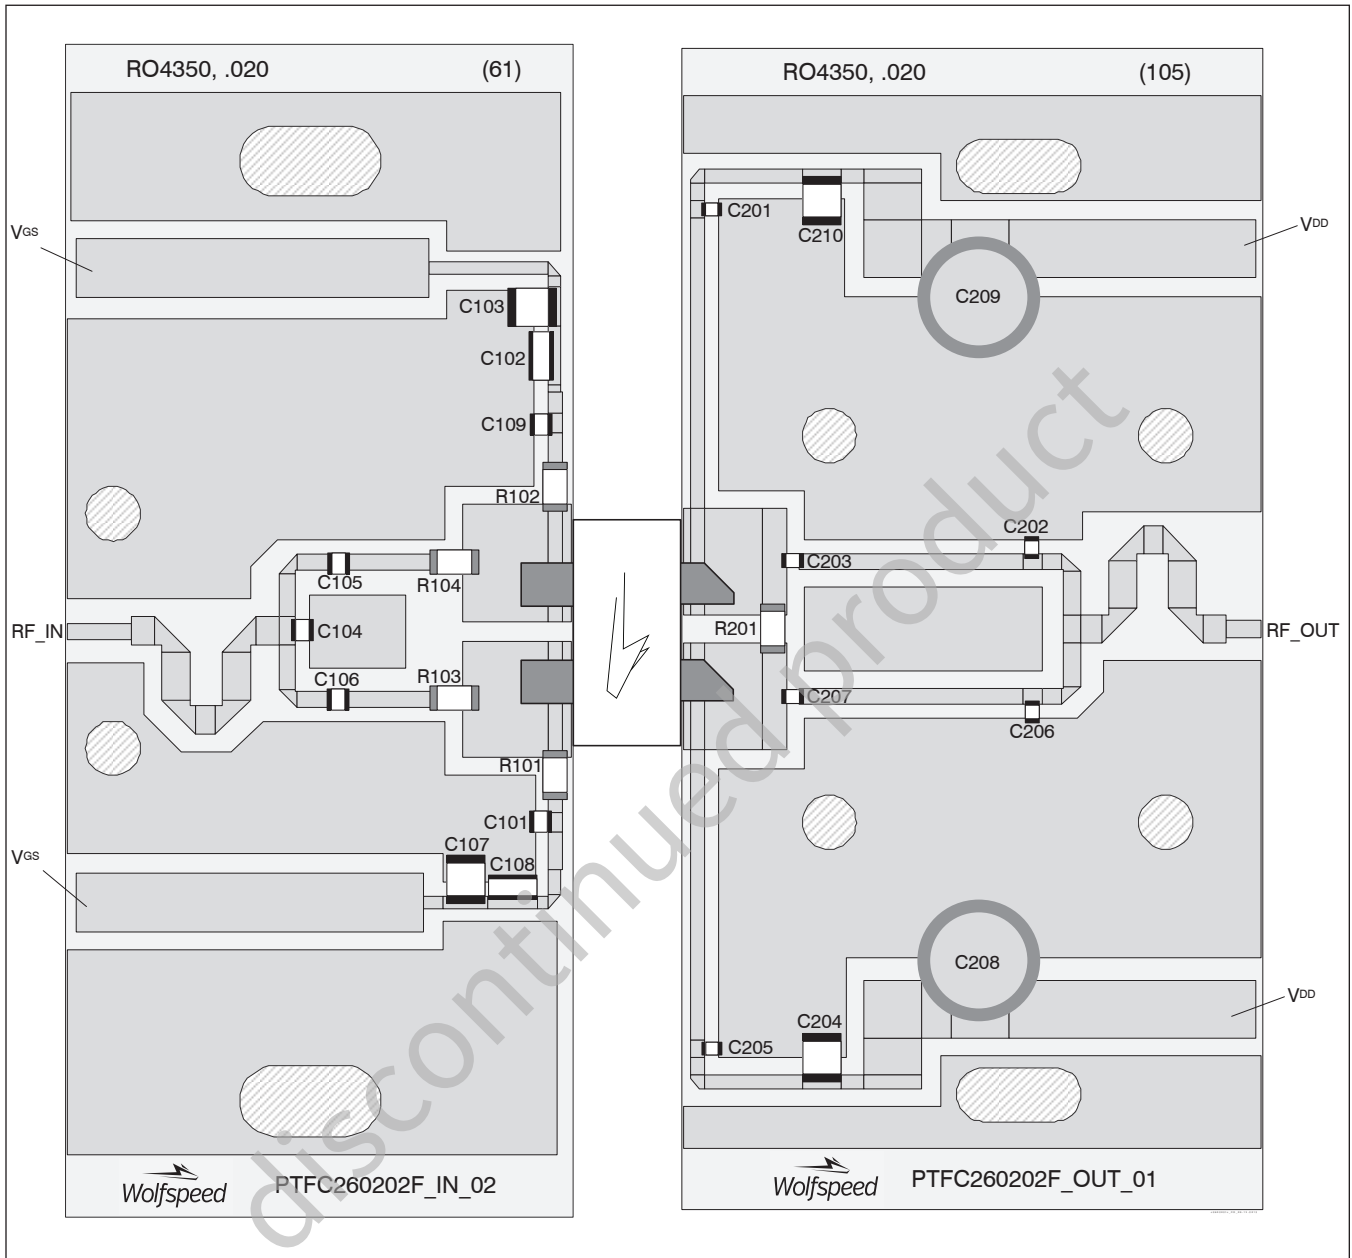 RO4350, .020 (61)
RO4350, .020 (105)
VGS
VDD
C201
C210
C209
C103
C102
C109
R102
C202
C203
C105
R104
RF_IN
C104
R201
RF_OUT
C106
R103
C207
C206
R101
C101
C107
C108
VGS
C208
VDD
C204
C205
discontinued product
Wolfspeed
PTFC260202F_IN_02
Wolfspeed
PTFC260202F_OUT_01